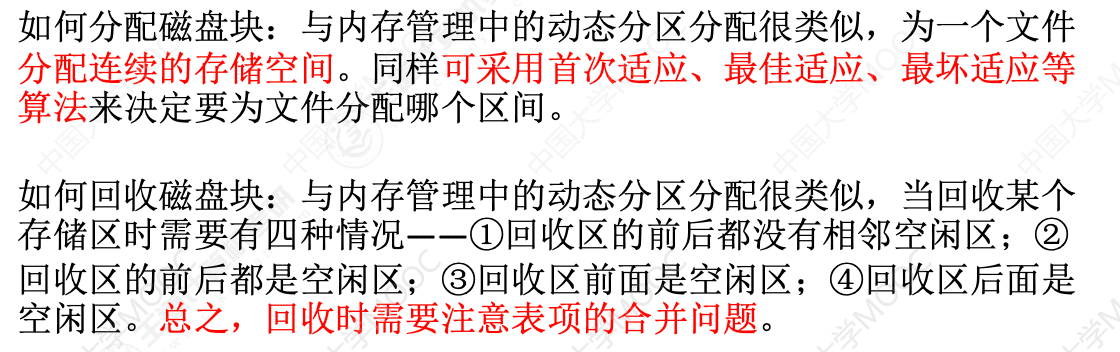 如何分配磁盘块：与内存管理中的动态分区分配很类似，为一个文件
分配连续的存储空间。同样可采用首次适应、最佳适应、最坏适应等
算法来决定要为文件分配哪个区间。
如何回收磁盘块：与内存管理中的动态分区分配很类似，当回收某个
存储区时需要有四种情况——①回收区的前后都没有相邻空闲区；②
回收区的前后都是空闲区；③回收区前面是空闲区；④回收区后面是
空闲区。总之，回收时需要注意表项的合并问题。